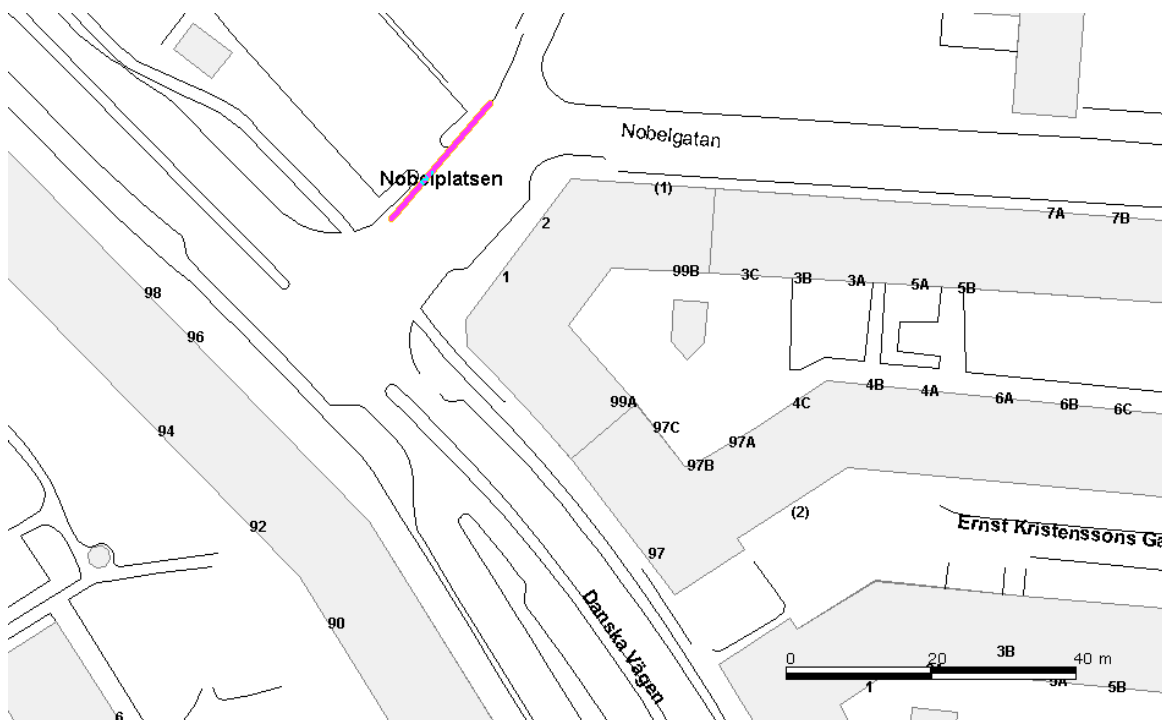 Nobelgatan
Nobelplatsen
(1)
7A
7B
2
1
99B
3C
3B
3A
5A
5B
98
96
4B
4A
4C
6A
6B
6C
99A
97C
97A
97B
94
92
(2)
Ernst Kristenssons Ga
97
90
Danska Vägen
0
20
40 m
3B
1
5B
6